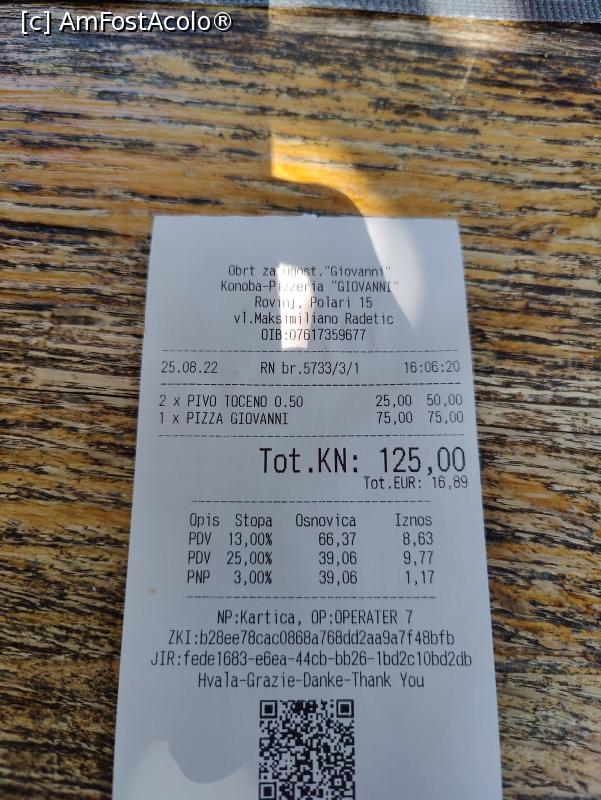 [c] AmFostAcolo®
Obrt za ugost."Giovanni"
Konoba-Pizzeria "GIOVANNI"
Rovinj, Polari 15
vl.Maksimiliano Radetic
OIB:07617359677
25.08.22 RN br.5733/3/1 16:06:20
2 x PIVO TOCENO 0.50 25,00 50,00
1 x PIZZA GIOVANNI 75,00 75,00
Tot.KN: 125,00
Tot.EUR: 16,89
Opis Stopa Osnovica Iznos
PDV 13,00% 66,37 8,63
PDV 25,00% 39,06 9,77
PNP 3,00% 39,06 1,17
NP:Kartica, OP:OPERATER 7
ZKI:b28ee78cac0868a768dd2aa9a7f48bfb
JIR:fede1683-e6ea-44cb-bb26-1bd2c10bd2db
Hvala-Grazie-Danke-Thank You